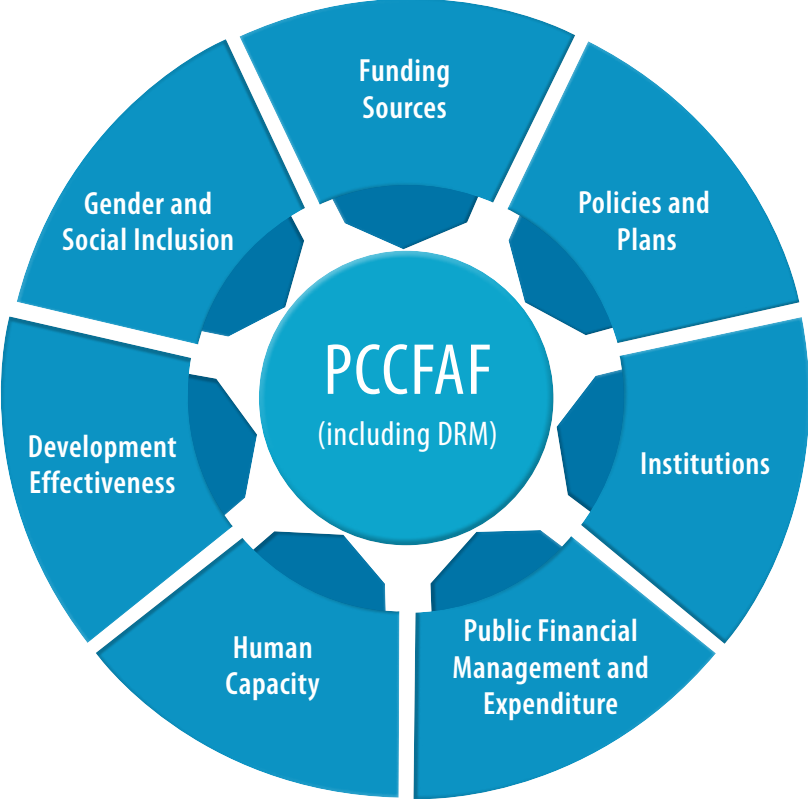 Funding
Sources
Policies and
Plans
Institutions
Public Financial
Management and
Expenditure
Human
Capacity
Development
Effectiveness
Gender and
Social Inclusion
PCCFAF
(including DRM)